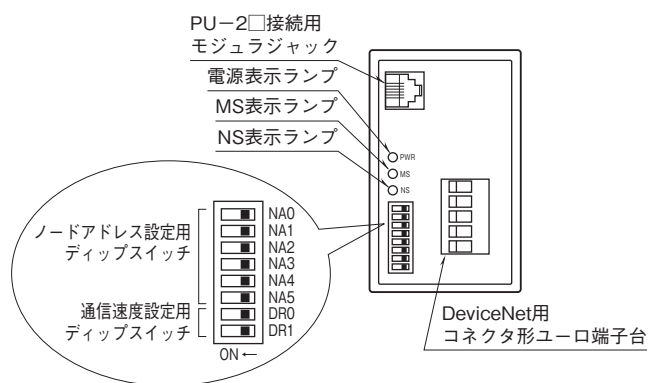 PU－2□接続用
モジュラジャック
電源表示ランプ
MS表示ランプ
NS表示ランプ
PWR
MS
NS
ノードアドレス設定用
ディップスイッチ
NA0
NA1
NA2
NA3
NA4
NA5
通信速度設定用
ディップスイッチ
DR0
DR1
ON ←
DeviceNet用
コネクタ形ユーロ端子台